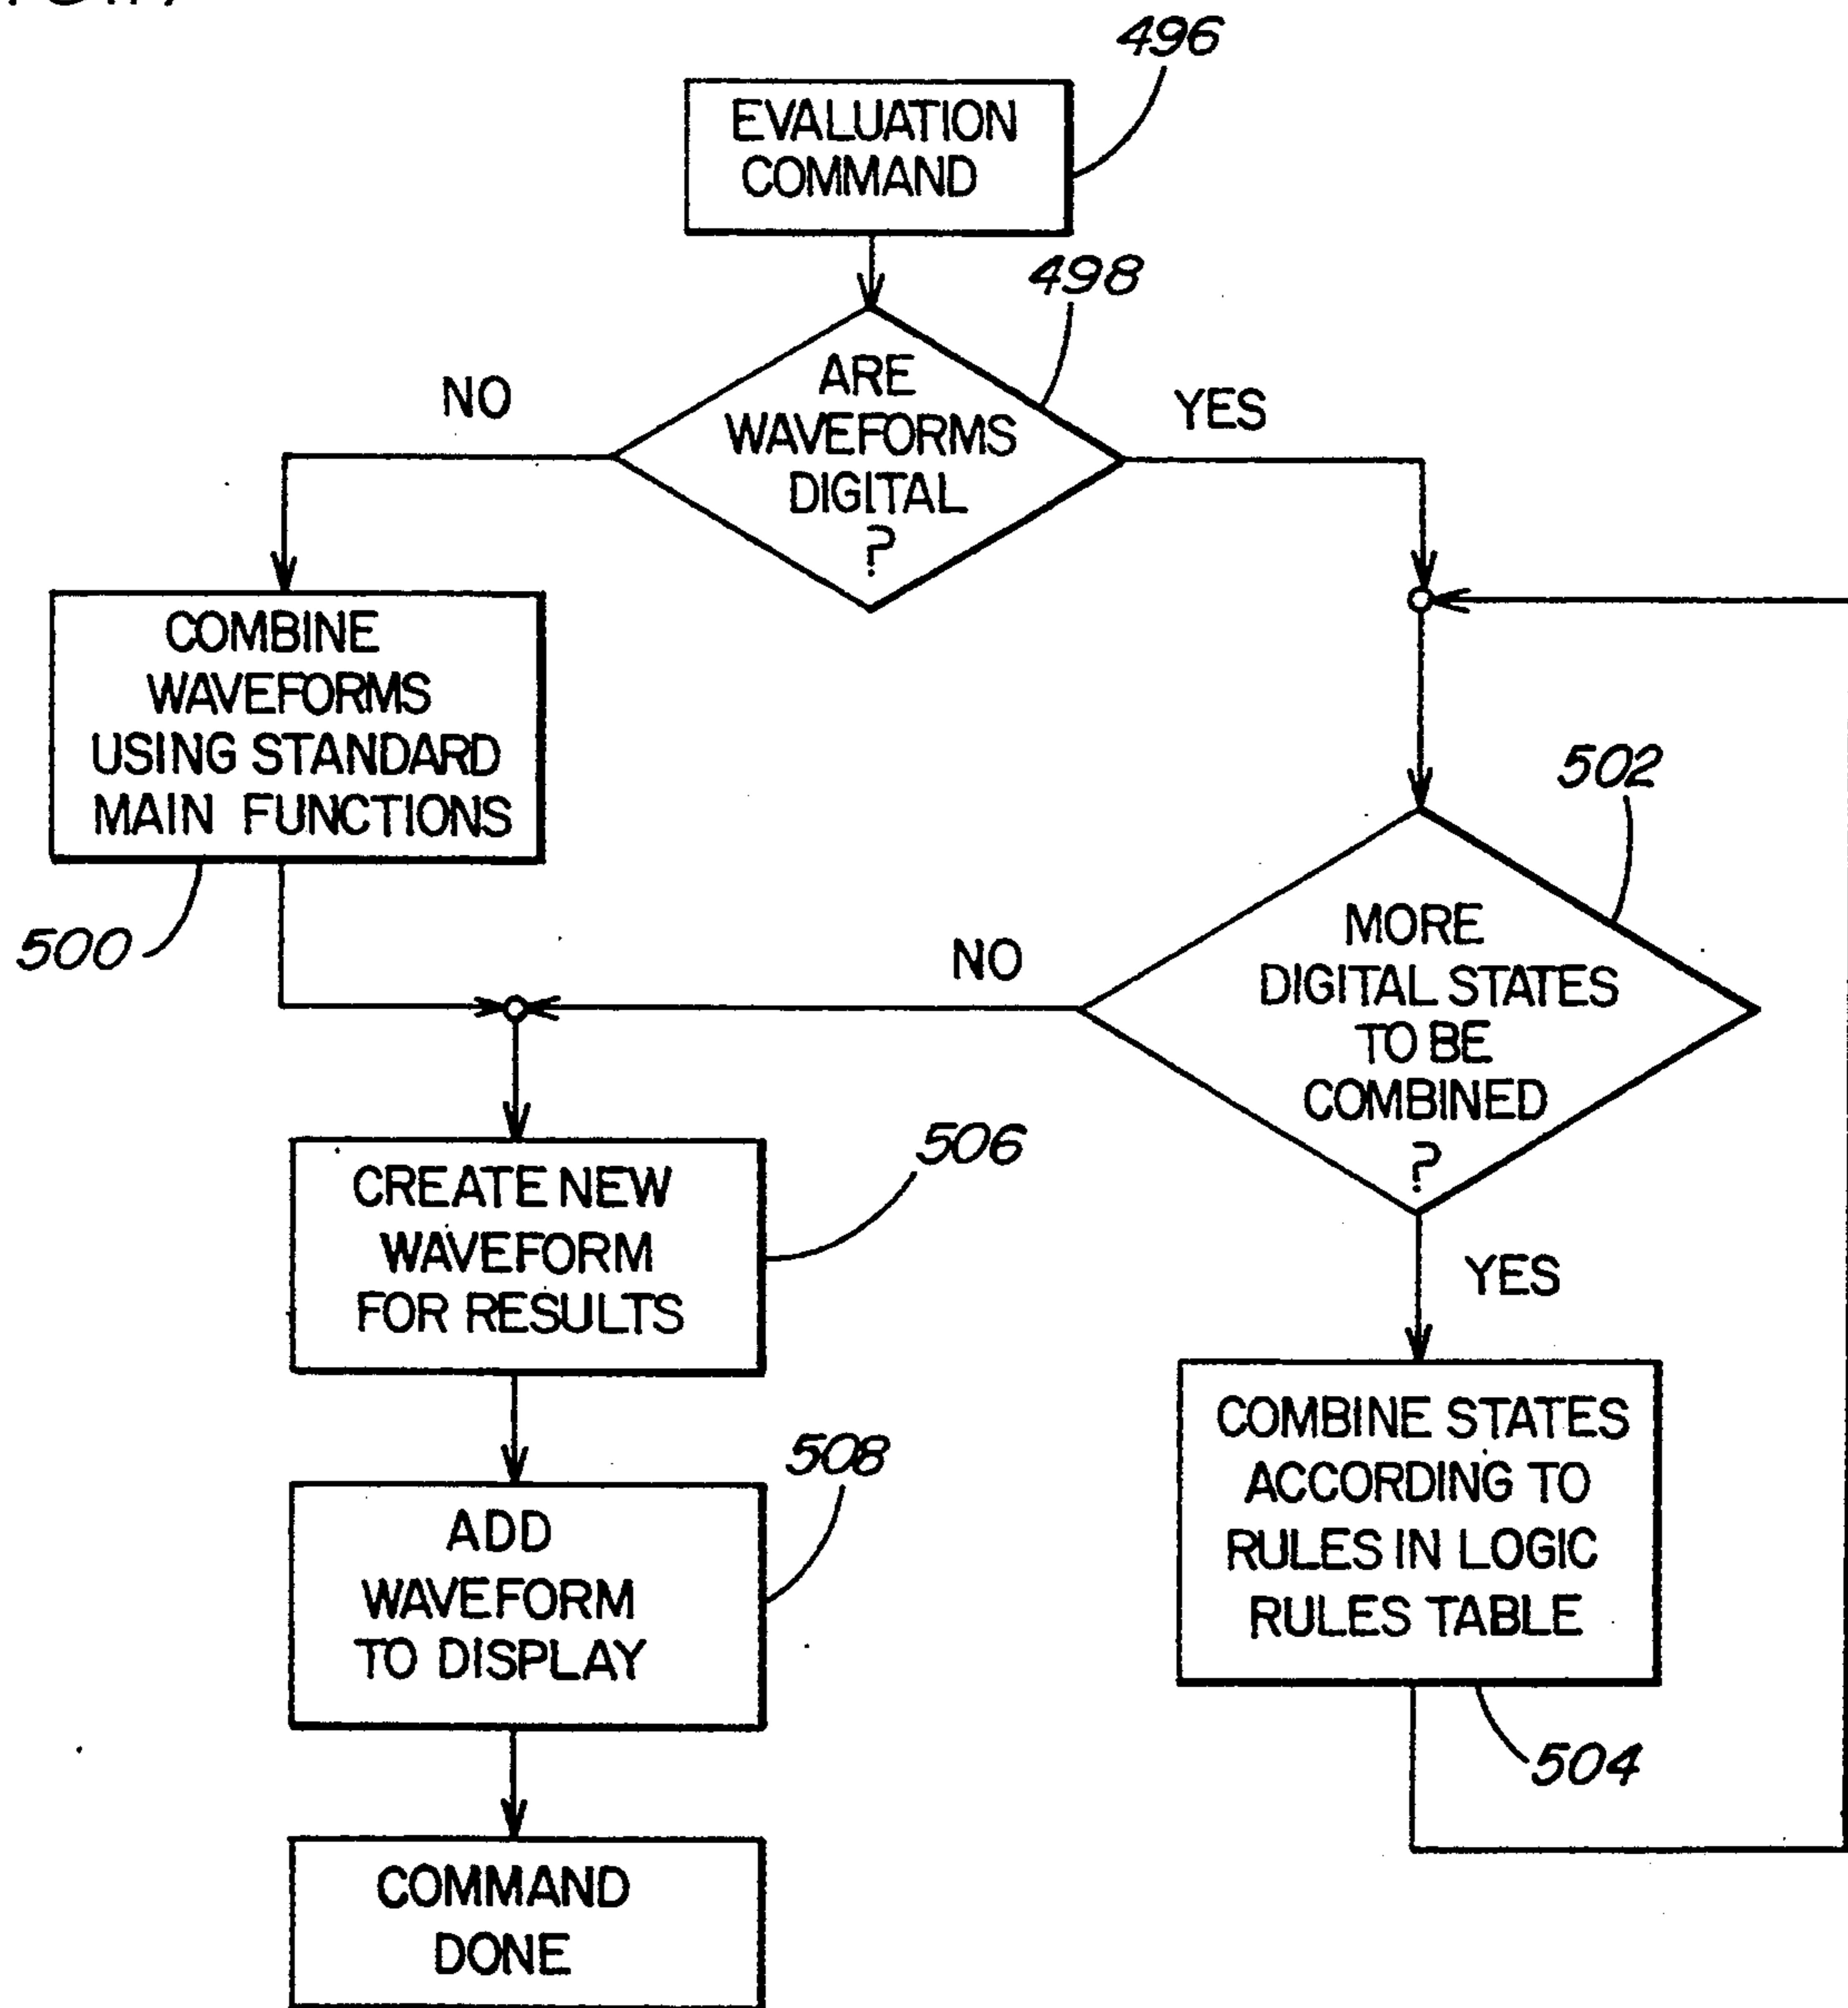 496
EVALUATION
COMMAND
498
ARE
WAVEFORMS
DIGITAL
?
NO
YES
COMBINE
WAVEFORMS
USING STANDARD
MAIN FUNCTIONS
500
502
MORE
DIGITAL STATES
TO BE
COMBINED
?
NO
YES
CREATE NEW
WAVEFORM
FOR RESULTS
506
COMBINE STATES
ACCORDING TO
RULES IN LOGIC
RULES TABLE
504
ADD
WAVEFORM
TO DISPLAY
508
COMMAND
DONE